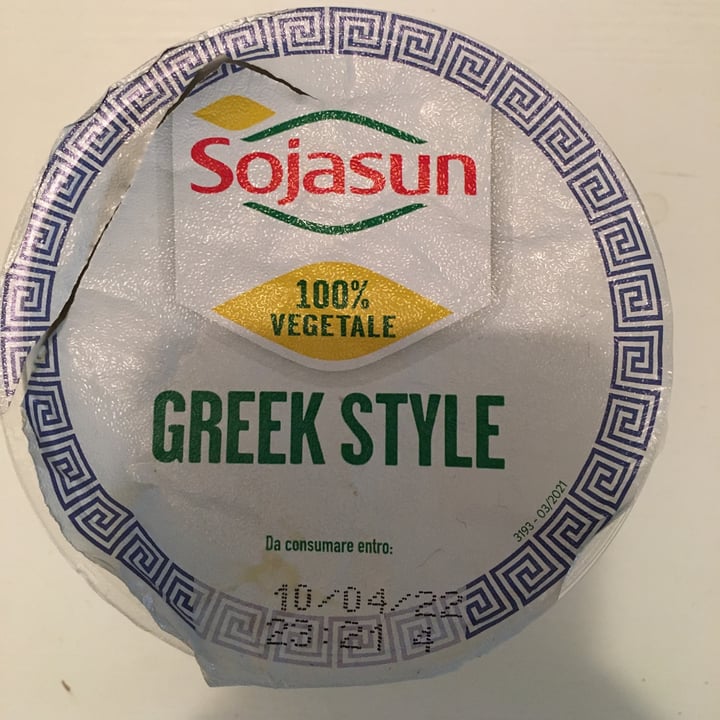 Sojasun
100%
VEGETALE
GREEK STYLE
3193 - 03/2021
Da consumare entro:
10/04/22
23:21 4